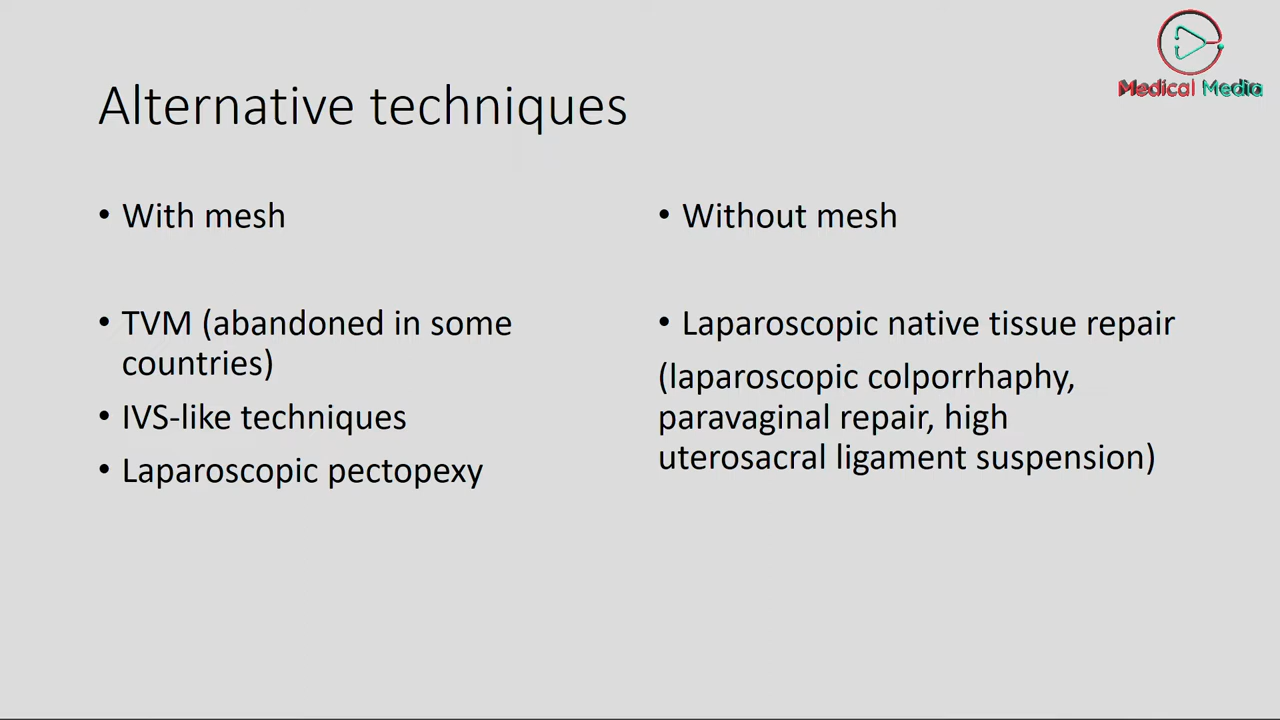 Medical Media
Alternative techniques
• With mesh
• TVM (abandoned in some
countries)
• IVS-like techniques
• Laparoscopic pectopexy
• Without mesh
• Laparoscopic native tissue repair
(laparoscopic colporrhaphy,
paravaginal repair, high
uterosacral ligament suspension)